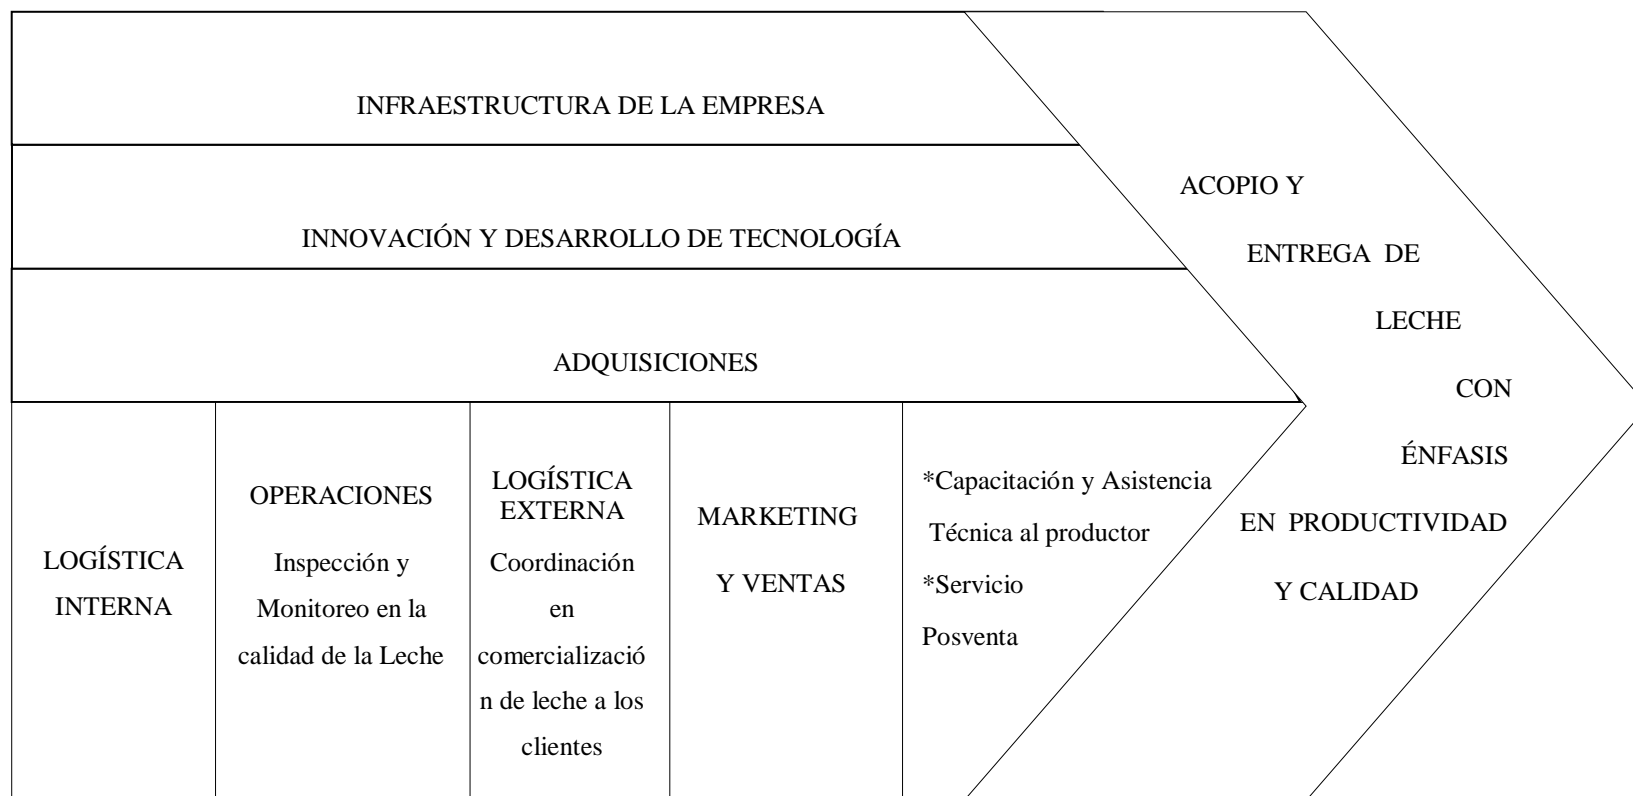 INFRAESTRUCTURA DE LA EMPRESA
INNOVACIÓN Y DESARROLLO DE TECNOLOGÍA
ADQUISICIONES
LOGÍSTICA
INTERNA
OPERACIONES
Inspección y
Monitoreo en la
calidad de la Leche
LOGÍSTICA
EXTERNA
Coordinación
en
comercializació
n de leche a los
clientes
MARKETING
Y VENTAS
*Capacitación y Asistencia
Técnica al productor
*Servicio
Posventa
ACOPIO Y
ENTREGA DE
LECHE
CON
ÉNFASIS
EN PRODUCTIVIDAD
Y CALIDAD